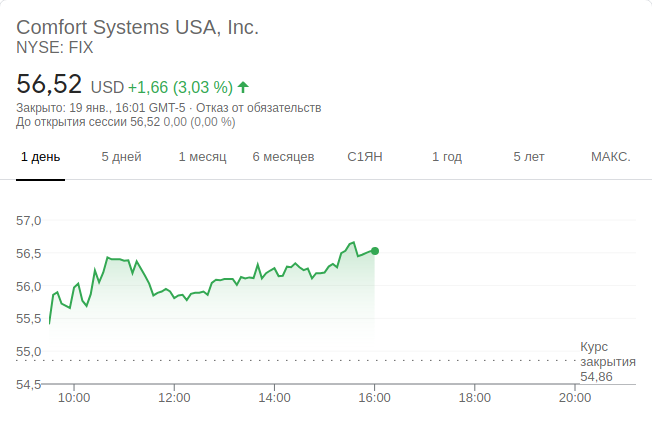 Comfort Systems USA, Inc.
NYSE: FIX
56,52 USD +1,66 (3,03 %)
Закрыто: 19 янв., 16:01 GMT-5 · Отказ от обязательств
До открытия сессии 56,52 0,00 (0,00 %)
1 день 5 дней 1 месяц 6 месяцев С1ЯН 1 год 5 лет МАКС.
57,0
56,5
56,0
55,5
55,0
Курс
закрытия
54,86
54,5
10:00 12:00 14:00 16:00 18:00 20:00